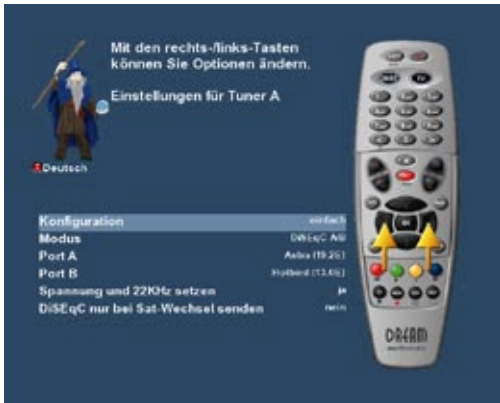 Mit den rechts-/links-Tasten
können Sie Optionen ändern.
Einstellungen für Tuner A
Deutsch
Konfiguration einfach
Modus DiSEqC A/B
Port A Astra (19,2E)
Port B Hotbird (13,0E)
Spannung und 22KHz setzen ja
DiSEqC nur bei Sat-Wechsel senden nein
TV
DREAM